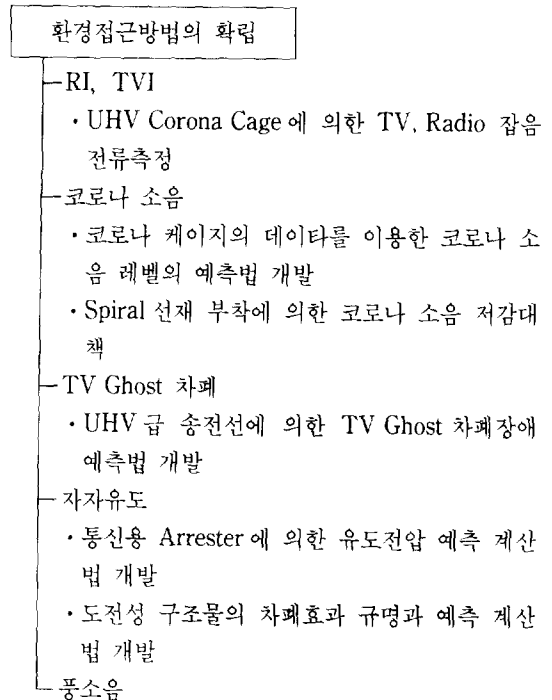 환경접근방법의 확립
RI, TVI
· UHV Corona Cage에 의한 TV, Radio 잡음
전류측정
코로나 소음
· 코로나 케이지의 데이타를 이용한 코로나 소
음 레벨의 예측법 개발
· Spiral 선재 부착에 의한 코로나 소음 저감대
책
TV Ghost 차폐
· UHV급 송전선에 의한 TV Ghost 차폐장애
예측법 개발
자자유도
· 통신용 Arrester에 의한 유도전압 예측 계산
법 개발
· 도전성 구조물의 차폐효과 규명과 예측 계산
법 개발
풍소음